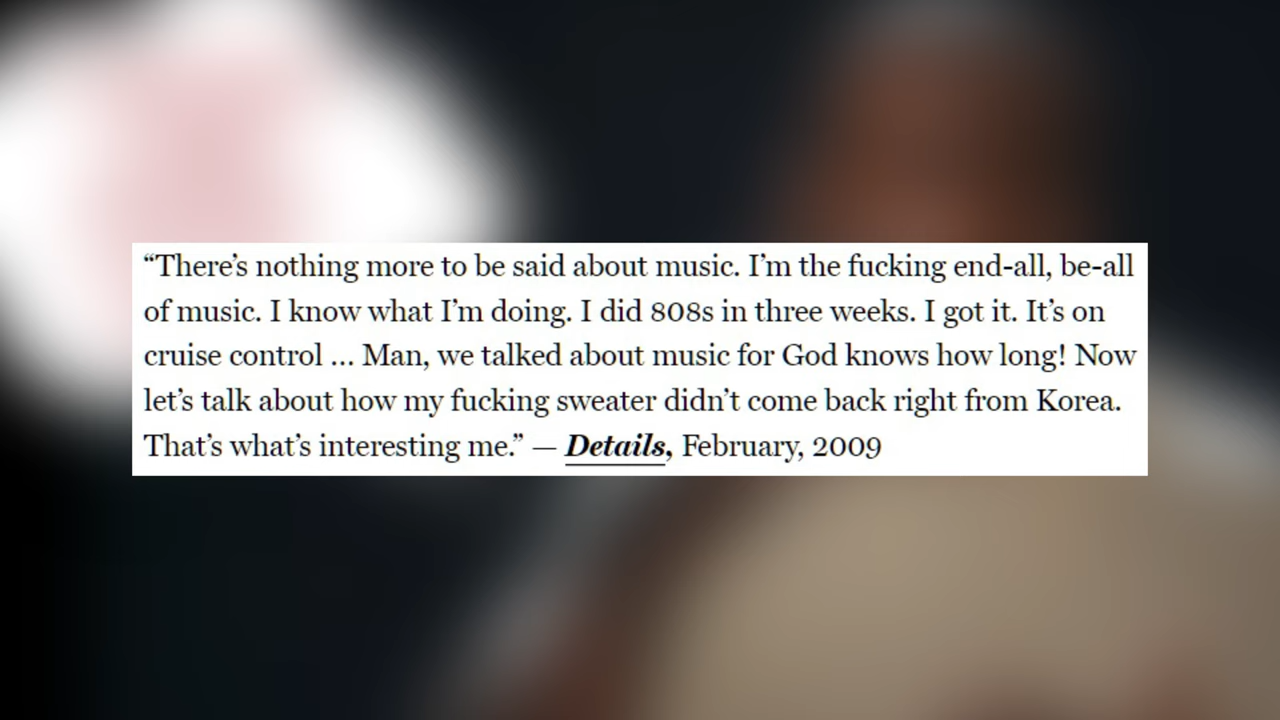 “There’s nothing more to be said about music. I’m the fucking end-all, be-all
of music. I know what I’m doing. I did 808s in three weeks. I got it. It’s on
cruise control ... Man, we talked about music for God knows how long! Now
let’s talk about how my fucking sweater didn’t come back right from Korea.
That’s what’s interesting me.” — Details, February, 2009